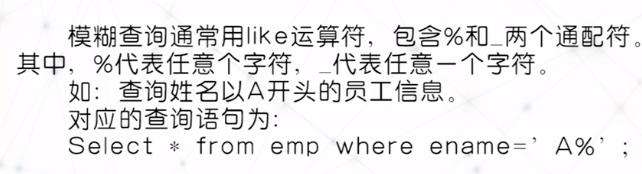 模糊查询通常用like运算符，包含%和_两个通配符。
其中，%代表任意个字符，_代表任意一个字符。
如：查询姓名以A开头的员工信息。
对应的查询语句为：
Select * from emp where ename=’ A%’ ;